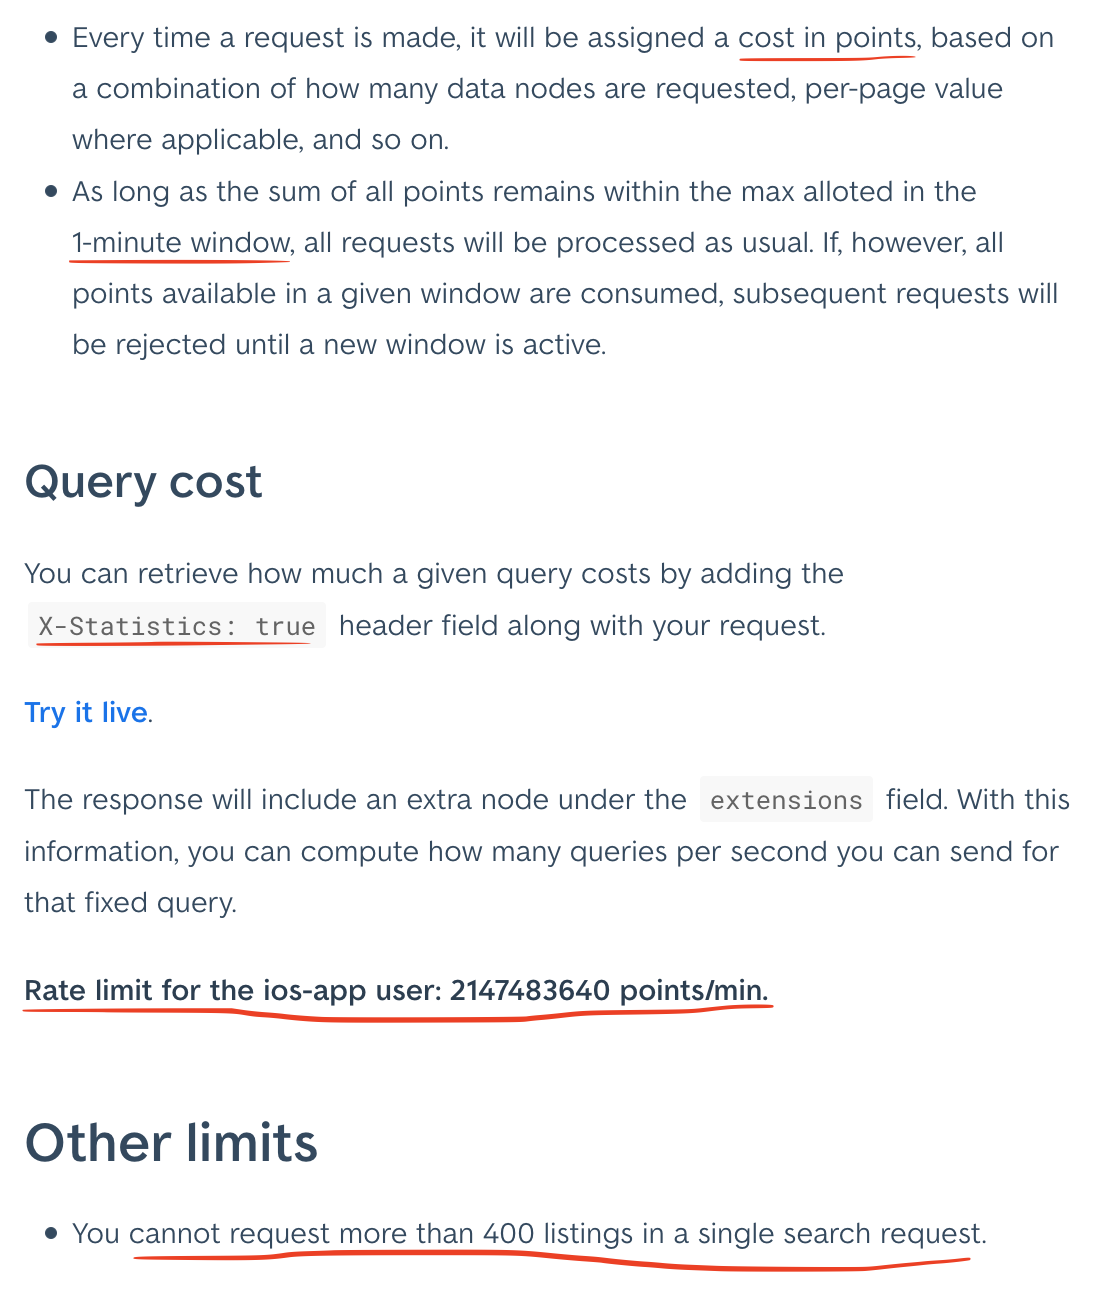 Every time a request is made, it will be assigned a cost in points, based on
a combination of how many data nodes are requested, per-page value
where applicable, and so on.
As long as the sum of all points remains within the max alloted in the
1-minute window, all requests will be processed as usual. If, however, all
points available in a given window are consumed, subsequent requests will
be rejected until a new window is active.
Query cost
You can retrieve how much a given query costs by adding the
X-Statistics: true header field along with your request.
Try it live.
The response will include an extra node under the extensions field. With this
information, you can compute how many queries per second you can send for
that fixed query.
Rate limit for the ios-app user: 2147483640 points/min.
Other limits
You cannot request more than 400 listings in a single search request.